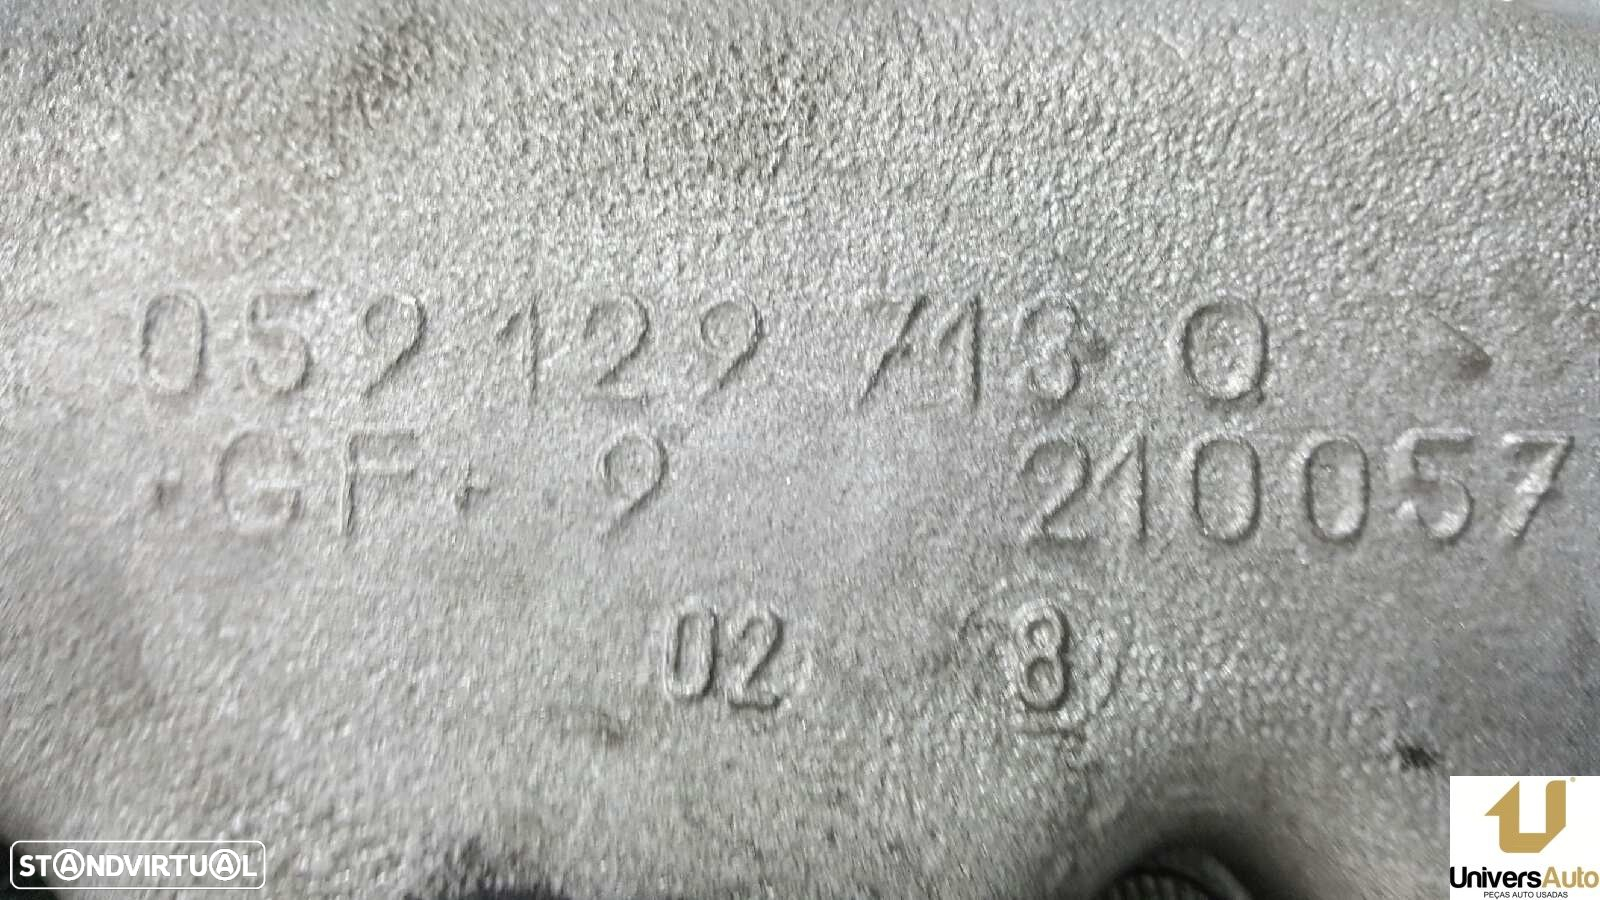 059 129 713 Q
·GF· 9 210057
02 8
STANDVIRTUAL
UniversAuto
PEÇAS AUTO USADAS